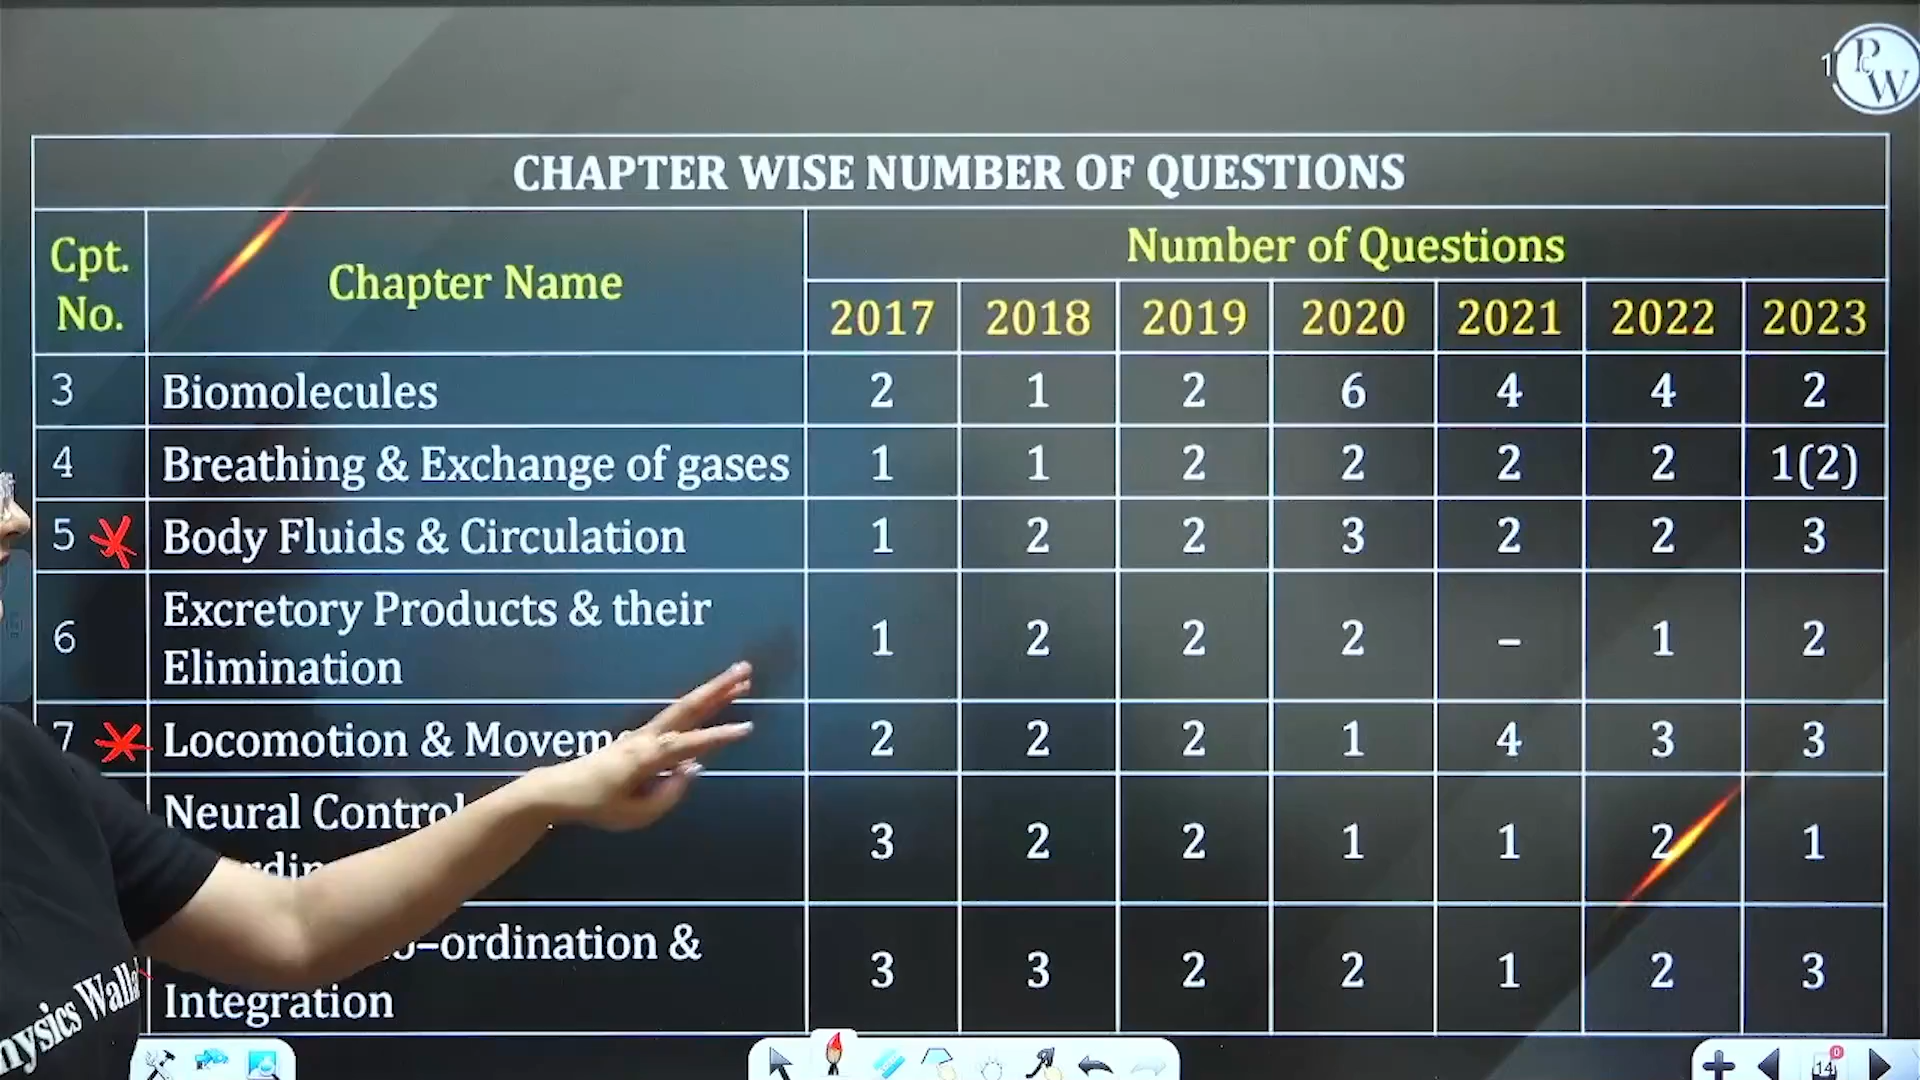 PW
CHAPTER WISE NUMBER OF QUESTIONS
Cpt. No.
Chapter Name
Number of Questions
2017 2018 2019 2020 2021 2022 2023
3 Biomolecules 2 1 2 6 4 4 2
4 Breathing & Exchange of gases 1 1 2 2 2 2 1(2)
5 Body Fluids & Circulation 1 2 2 3 2 2 3
6 Excretory Products & their
Elimination 1 2 2 2 – 1 2
7 Locomotion & 2 2 2 1 4 3 3
Neural Control
3 2 2 1 1 2 1
–ordination &
Integration 3 3 2 2 1 2 3
14
0